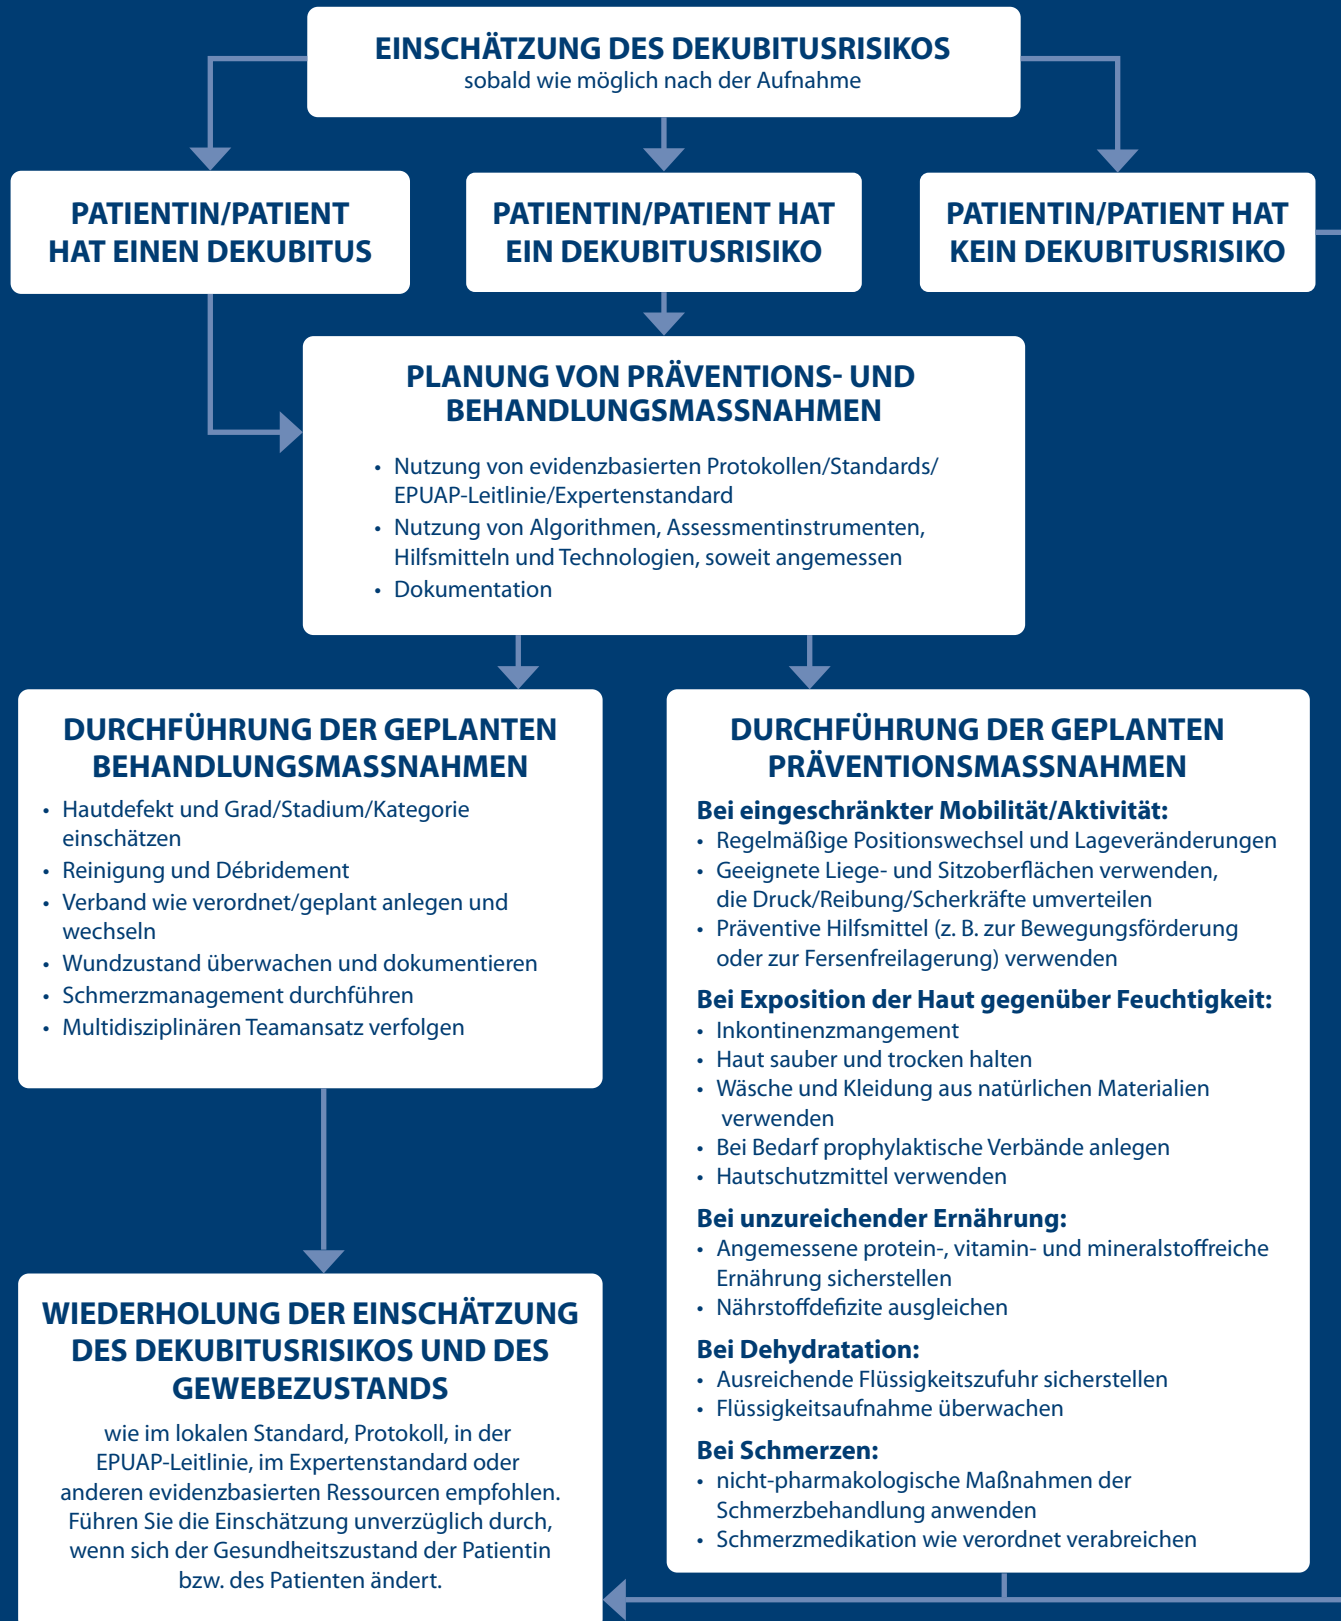 EINSCHÄTZUNG DES DEKUBITUSRISIKOS
sobald wie möglich nach der Aufnahme
PATIENTIN/PATIENT
HAT EINEN DEKUBITUS
PATIENTIN/PATIENT HAT
EIN DEKUBITUSRISIKO
PATIENTIN/PATIENT HAT
KEIN DEKUBITUSRISIKO
PLANUNG VON PRÄVENTIONS- UND
BEHANDLUNGSMASSNAHMEN
• Nutzung von evidenzbasierten Protokollen/Standards/
EPUAP-Leitlinie/Expertenstandard
• Nutzung von Algorithmen, Assessmentinstrumenten,
Hilfsmitteln und Technologien, soweit angemessen
• Dokumentation
DURCHFÜHRUNG DER GEPLANTEN
BEHANDLUNGSMASSNAHMEN
• Hautdefekt und Grad/Stadium/Kategorie
einschätzen
• Reinigung und Débridement
• Verband wie verordnet/geplant anlegen und
wechseln
• Wundzustand überwachen und dokumentieren
• Schmerzmanagement durchführen
• Multidisziplinären Teamansatz verfolgen
DURCHFÜHRUNG DER GEPLANTEN
PRÄVENTIONSMASSNAHMEN
Bei eingeschränkter Mobilität/Aktivität:
• Regelmäßige Positionswechsel und Lageveränderungen
• Geeignete Liege- und Sitzoberflächen verwenden,
die Druck/Reibung/Scherkräfte umverteilen
• Präventive Hilfsmittel (z. B. zur Bewegungsförderung
oder zur Fersenfreilagerung) verwenden
Bei Exposition der Haut gegenüber Feuchtigkeit:
• Inkontinenzmangement
• Haut sauber und trocken halten
• Wäsche und Kleidung aus natürlichen Materialien
verwenden
• Bei Bedarf prophylaktische Verbände anlegen
• Hautschutzmittel verwenden
Bei unzureichender Ernährung:
• Angemessene protein-, vitamin- und mineralstoffreiche
Ernährung sicherstellen
• Nährstoffdefizite ausgleichen
Bei Dehydratation:
• Ausreichende Flüssigkeitszufuhr sicherstellen
• Flüssigkeitsaufnahme überwachen
Bei Schmerzen:
• nicht-pharmakologische Maßnahmen der
Schmerzbehandlung anwenden
• Schmerzmedikation wie verordnet verabreichen
WIEDERHOLUNG DER EINSCHÄTZUNG
DES DEKUBITUSRISIKOS UND DES
GEWEBEZUSTANDS
wie im lokalen Standard, Protokoll, in der
EPUAP-Leitlinie, im Expertenstandard oder
anderen evidenzbasierten Ressourcen empfohlen.
Führen Sie die Einschätzung unverzüglich durch,
wenn sich der Gesundheitszustand der Patientin
bzw. des Patienten ändert.